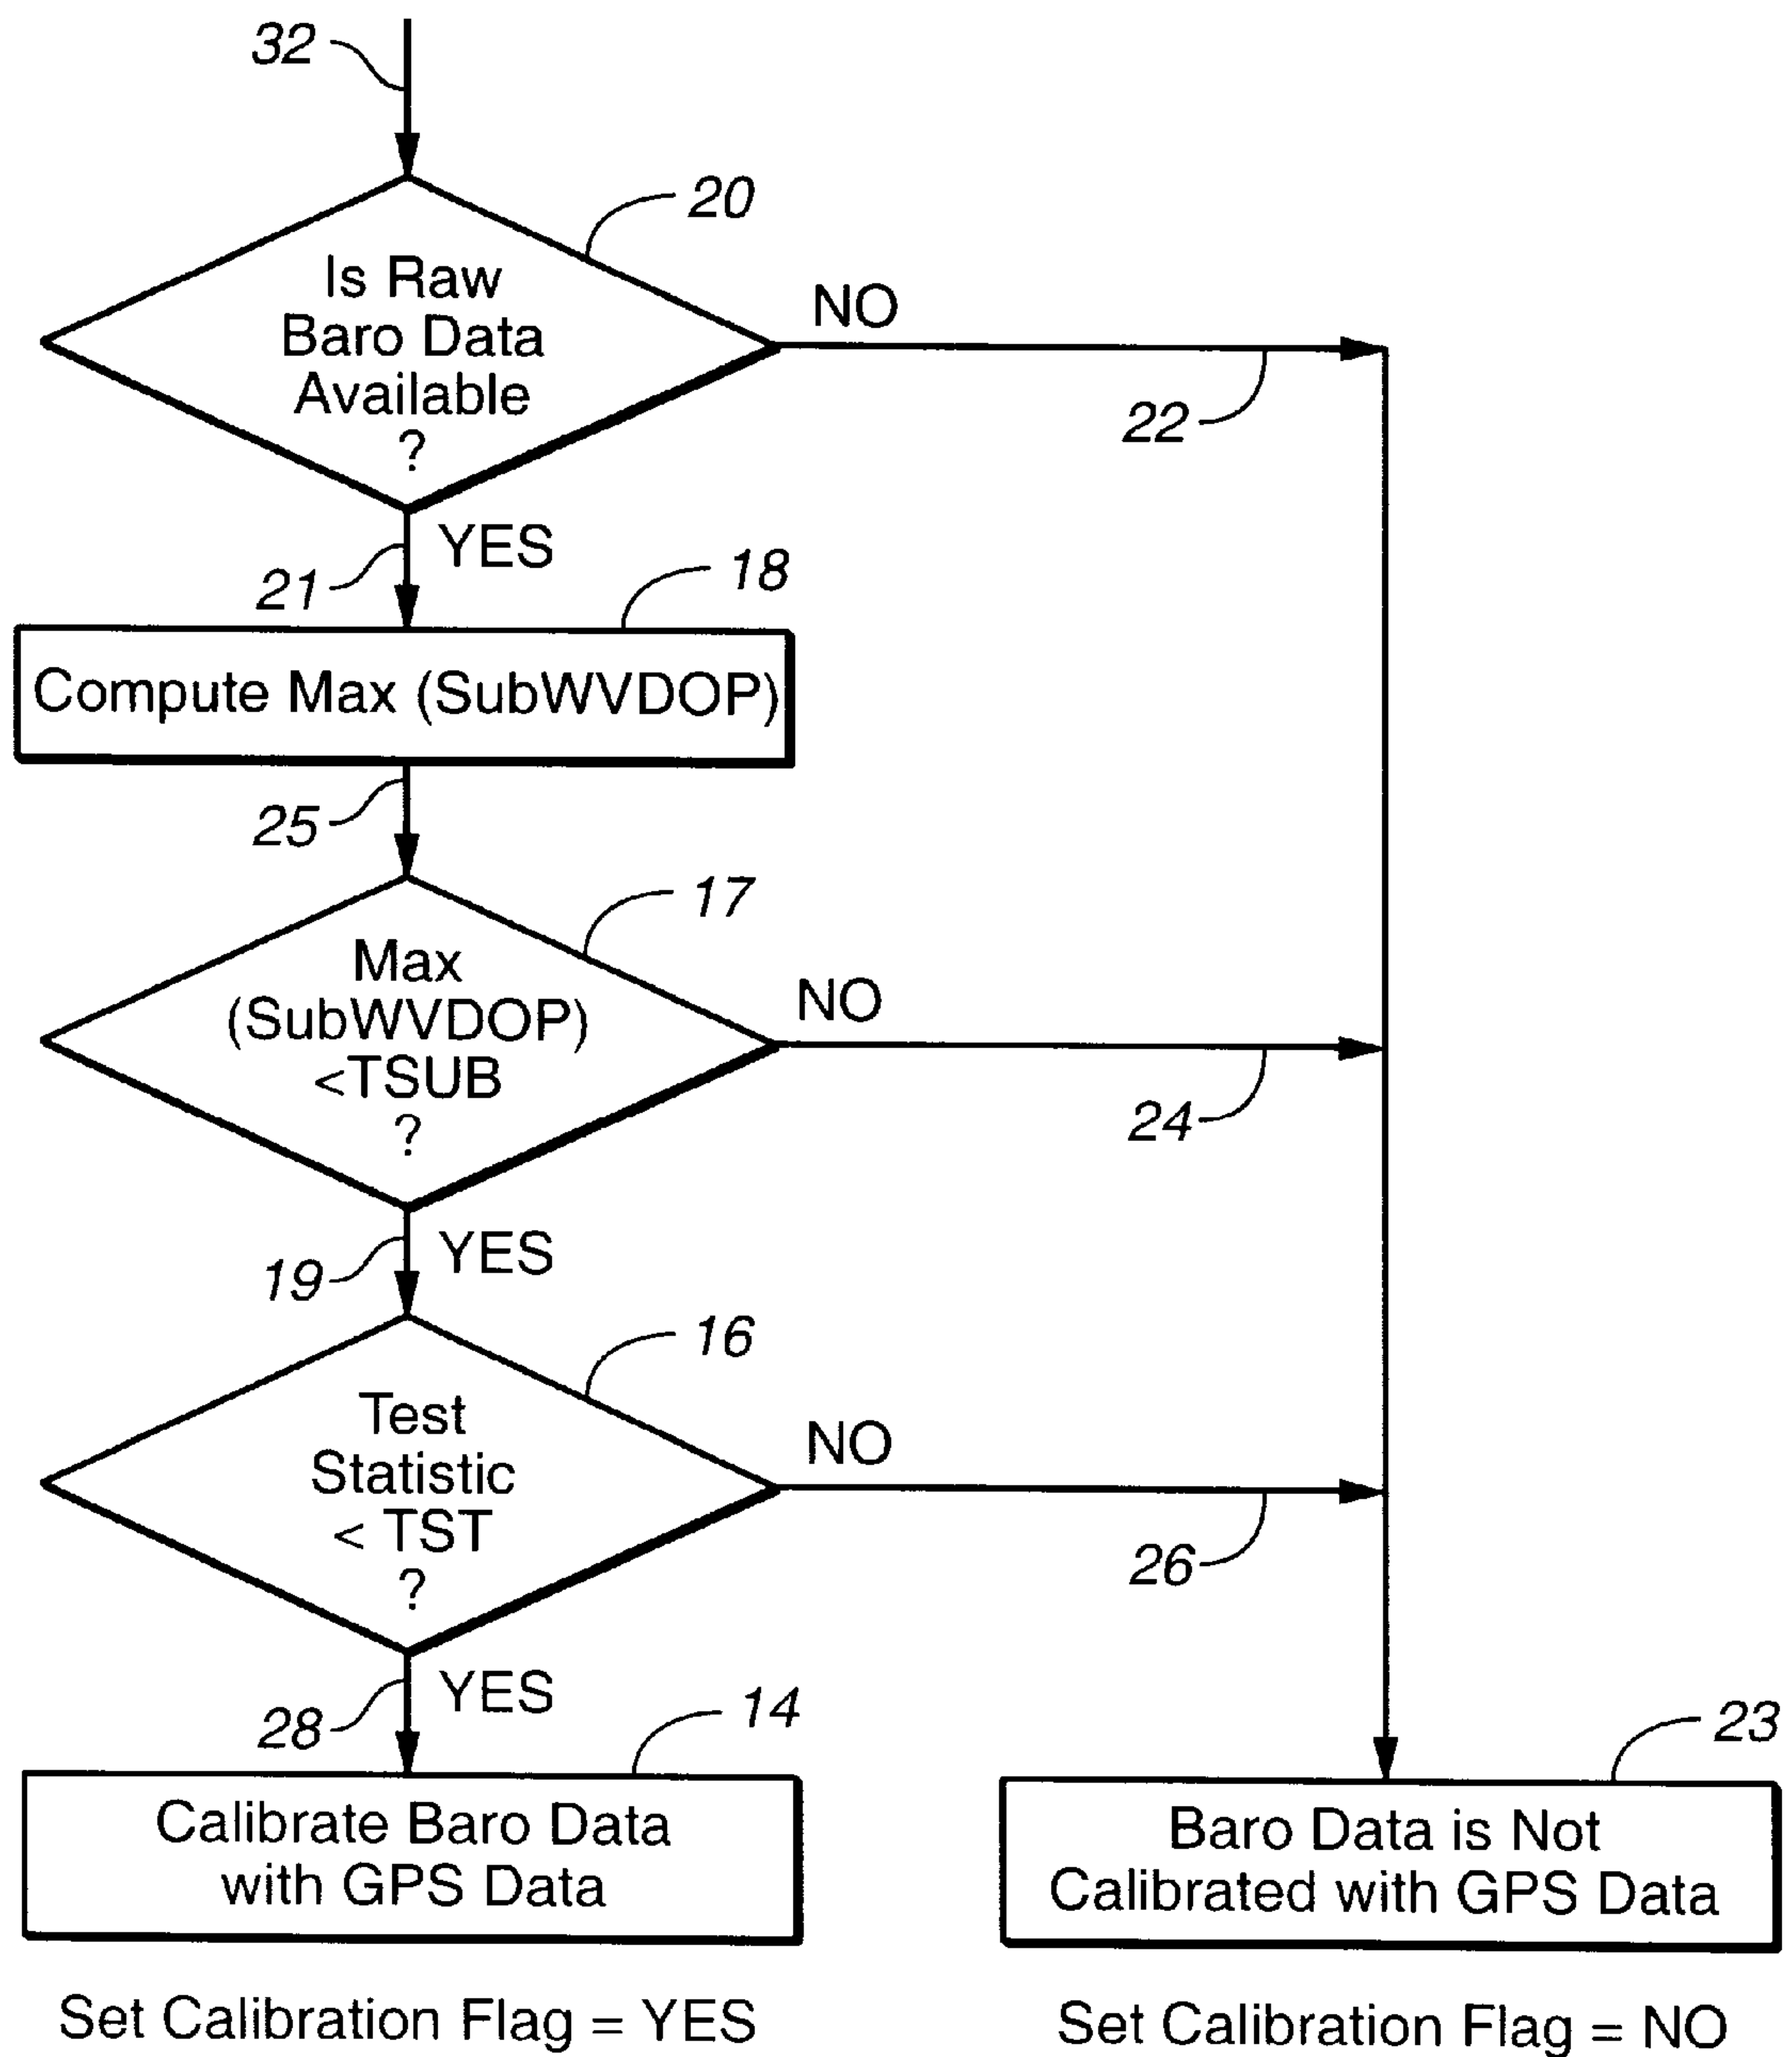 32
20
Is Raw
Baro Data
Available
?
NO
22
YES
21
18
Compute Max (SubWVDOP)
25
17
Max
(SubWVDOP)
<TSUB
?
NO
24
YES
19
16
Test
Statistic
< TST
?
NO
26
YES
28
14
Calibrate Baro Data
with GPS Data
23
Baro Data is Not
Calibrated with GPS Data
Set Calibration Flag = YES
Set Calibration Flag = NO